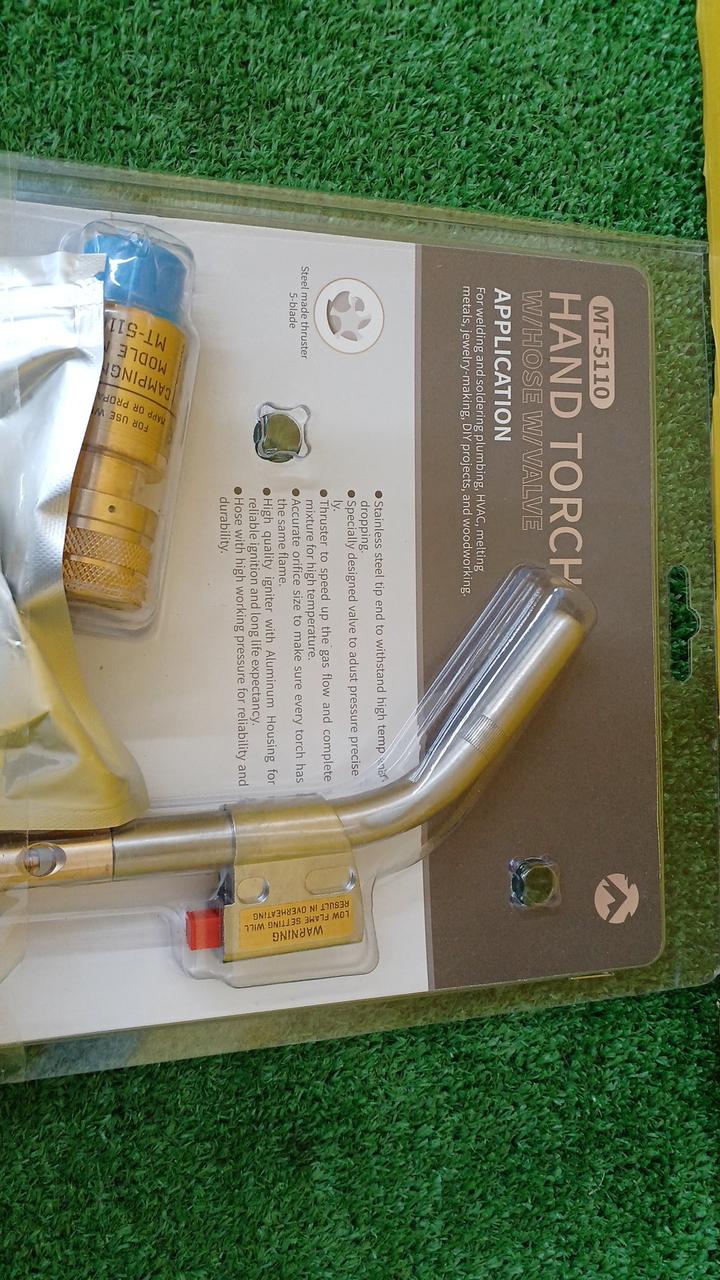 MT-5110
HAND TORCH
W/HOSE W/VALVE
APPLICATION
For welding and soldering plumbing, HVAC, melting
metals, jewelry-making, DIY projects, and woodworking.
Steel made thruster
5-blade
● Stainless steel tip end to withstand high temp
dropping.
● Specially designed valve to adust pressure precise
ly.
● Thruster to speed up the gas flow and complete
mixture for high temperature.
● Accurate orifice size to make sure every torch has
the same flame.
● High quality igniter with Aluminum Housing for
reliable ignition and long life expectancy.
● Hose with high working pressure for reliability and
durability.
WARNING
LOW FLAME SETTING WILL
RESULT IN OVERHEATING
FOR USE
MAPP OR
MODLE
MT-511